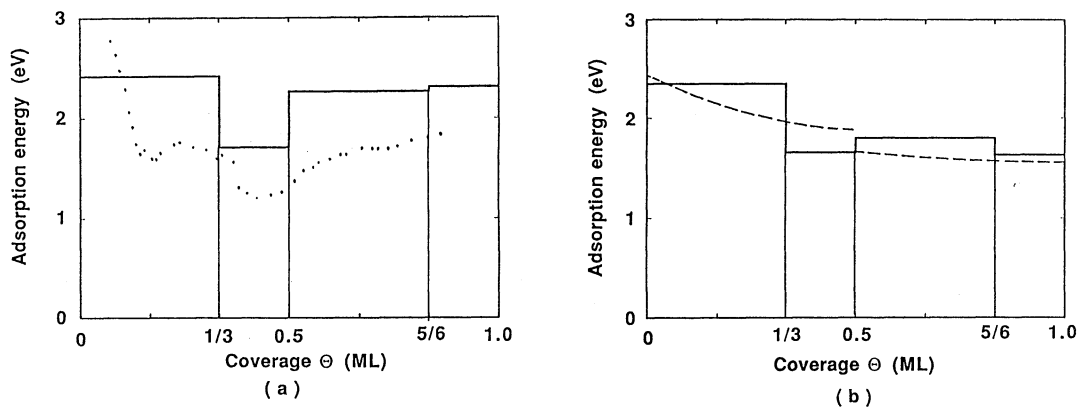 3
2
1
0
Adsorption energy (eV)
0 1/3 0.5 5/6 1.0
Coverage Θ (ML)
( a )
3
2
1
0
Adsorption energy (eV)
0 1/3 0.5 5/6 1.0
Coverage Θ (ML)
( b )